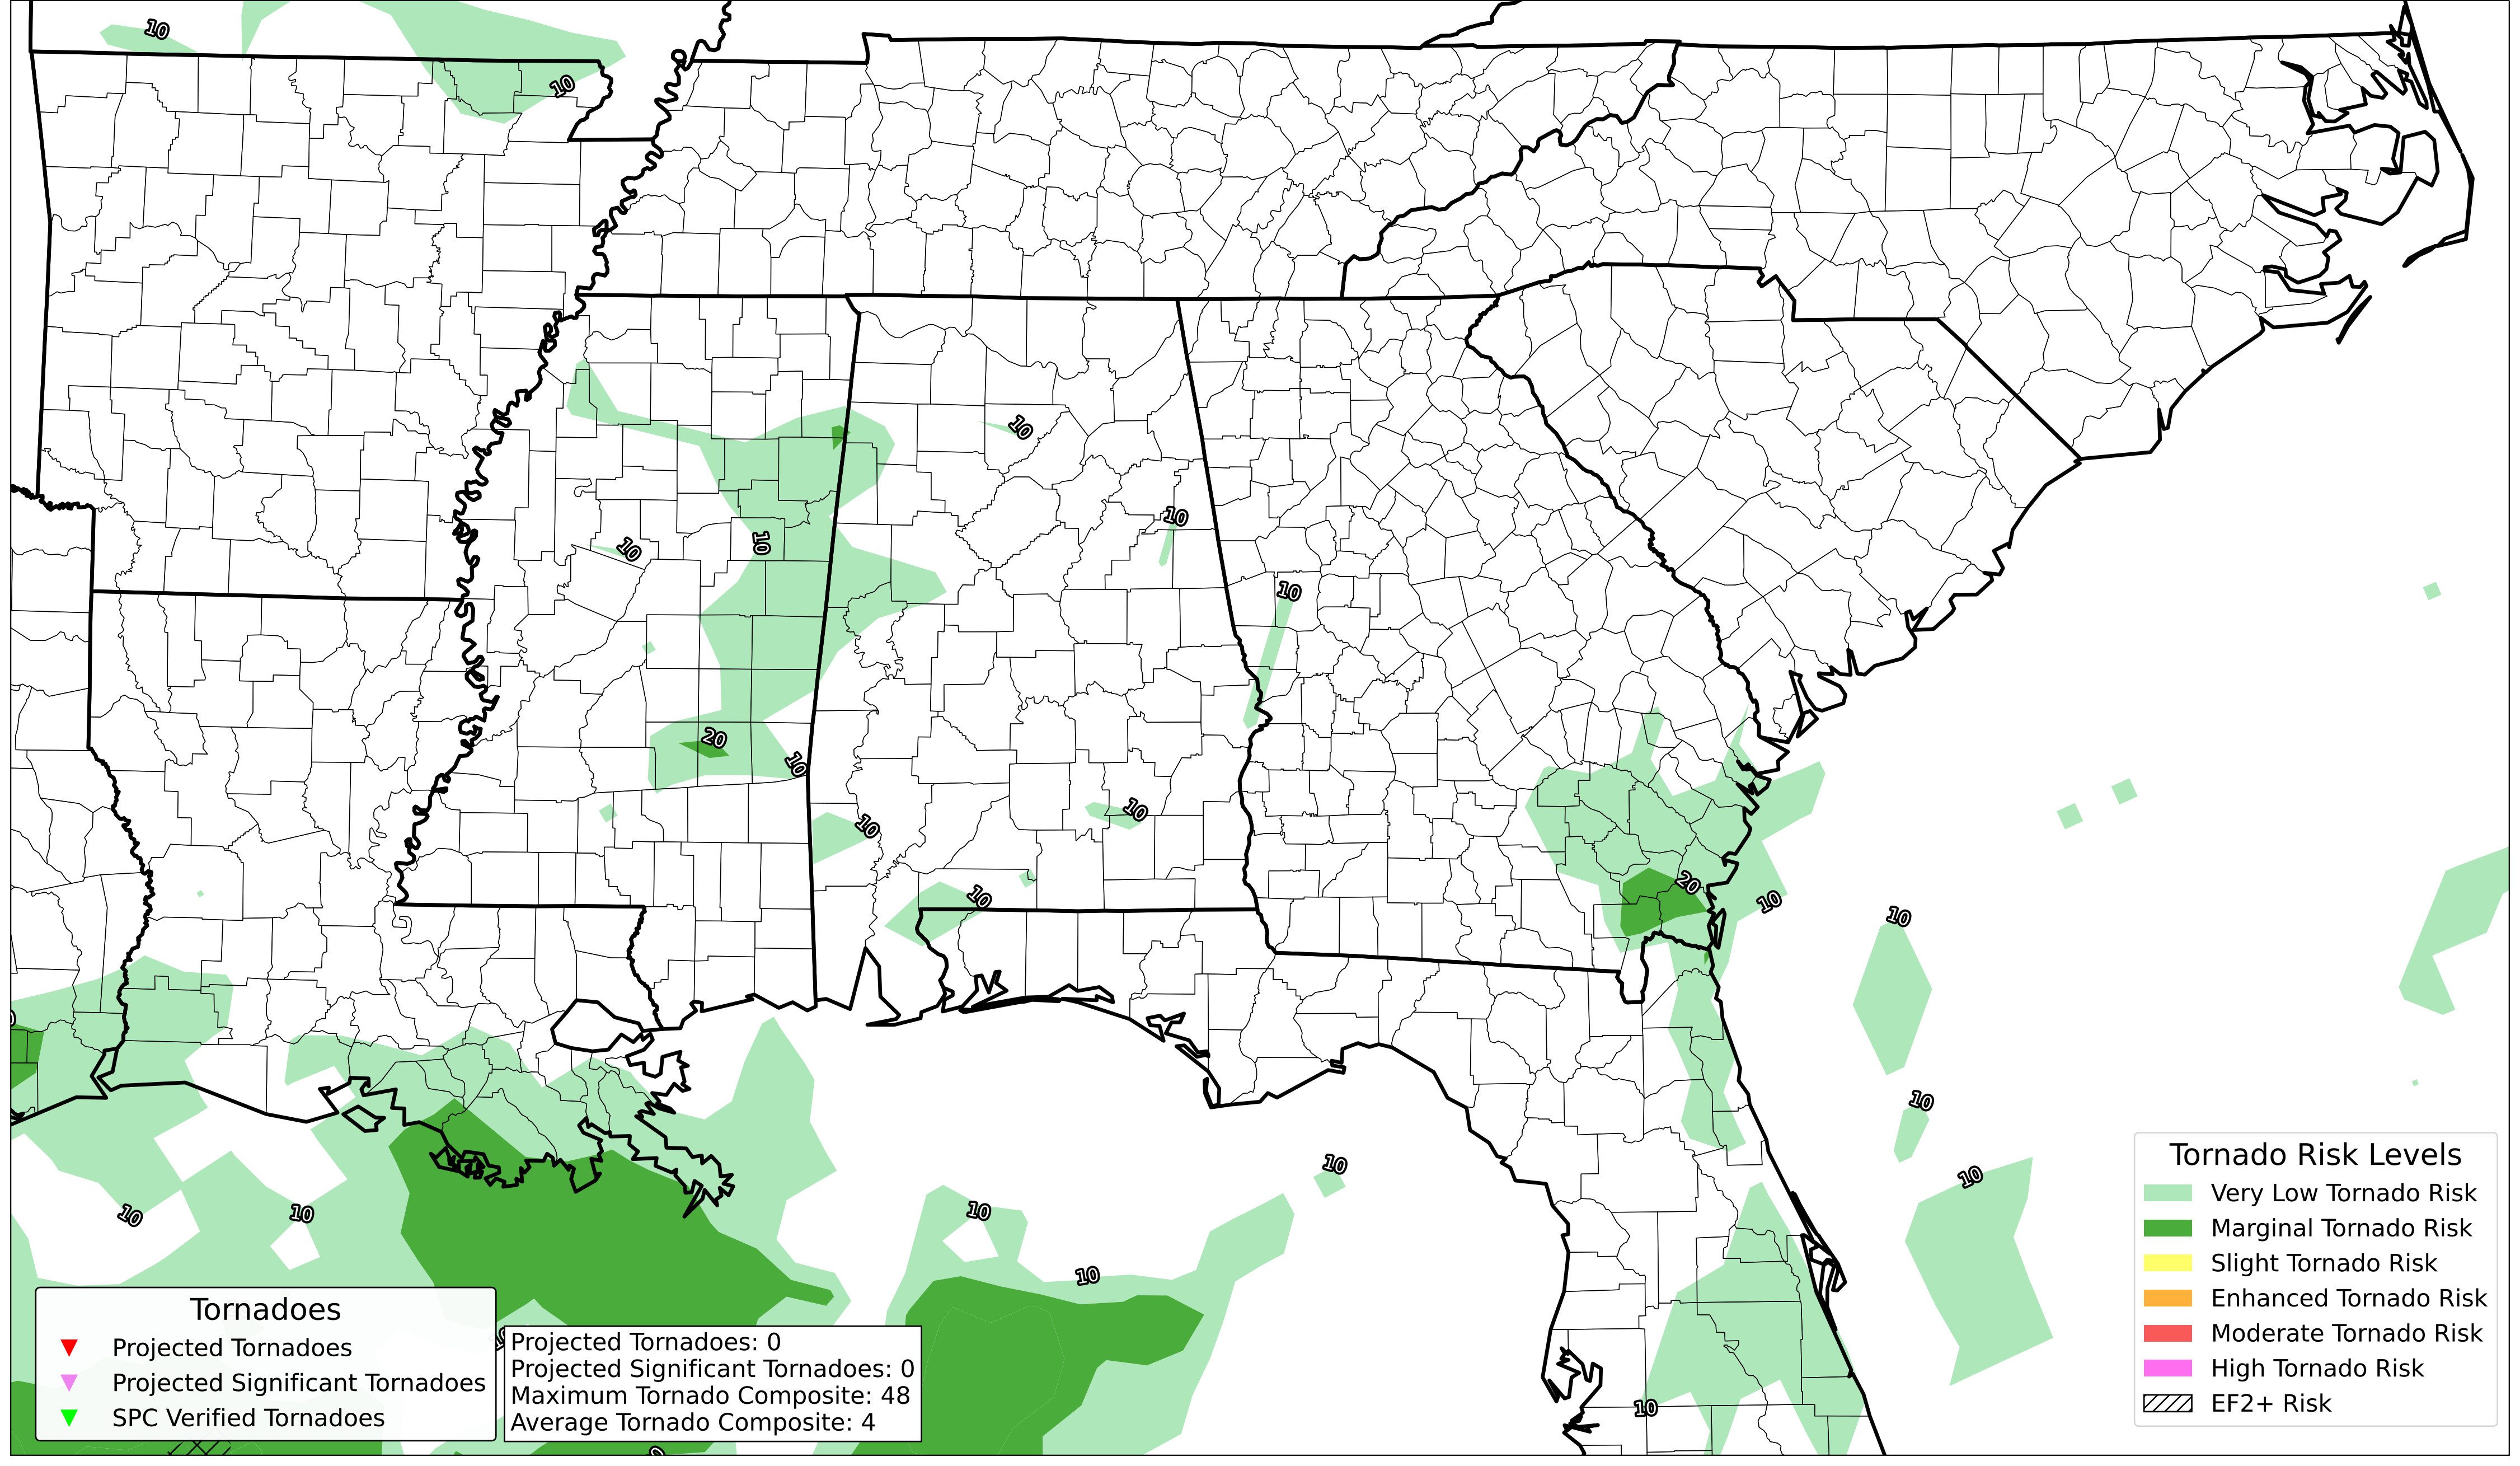 10
10
10
10
10
10
10
20
10
10
10
10
20
10
10
10
10
10
10
10
10
10
10
Tornadoes
Projected Tornadoes
Projected Significant Tornadoes
SPC Verified Tornadoes
Projected Tornadoes: 0
Projected Significant Tornadoes: 0
Maximum Tornado Composite: 48
Average Tornado Composite: 4
Tornado Risk Levels
Very Low Tornado Risk
Marginal Tornado Risk
Slight Tornado Risk
Enhanced Tornado Risk
Moderate Tornado Risk
High Tornado Risk
EF2+ Risk